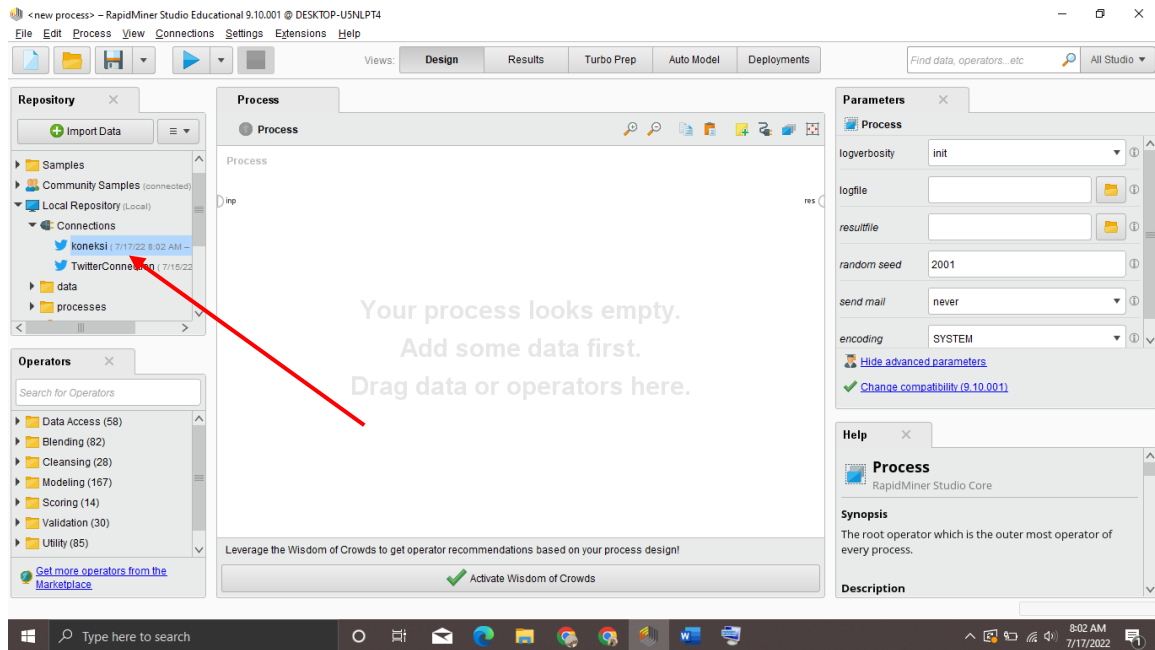 <new process> – RapidMiner Studio Educational 9.10.001 @ DESKTOP-U5NLPT4
File Edit Process View Connections Settings Extensions Help
Views: Design Results Turbo Prep Auto Model Deployments
Find data, operators...etc All Studio
Repository
Import Data
Samples
Community Samples (connected)
Local Repository (Local)
Connections
koneksi ( 7/17/22 8:02 AM –
TwitterConnection ( 7/15/22
data
processes
Operators
Search for Operators
Data Access (58)
Blending (82)
Cleansing (28)
Modeling (167)
Scoring (14)
Validation (30)
Utility (85)
Get more operators from the
Marketplace
Process
Process
Process
inp
res
Your process looks empty.
Add some data first.
Drag data or operators here.
Leverage the Wisdom of Crowds to get operator recommendations based on your process design!
Activate Wisdom of Crowds
Parameters
Process
logverbosity init
logfile
resultfile
random seed 2001
send mail never
encoding SYSTEM
Hide advanced parameters
Change compatibility (9.10.001)
Help
Process
RapidMiner Studio Core
Synopsis
The root operator which is the outer most operator of
every process.
Description
Type here to search
8:02 AM
7/17/2022
1